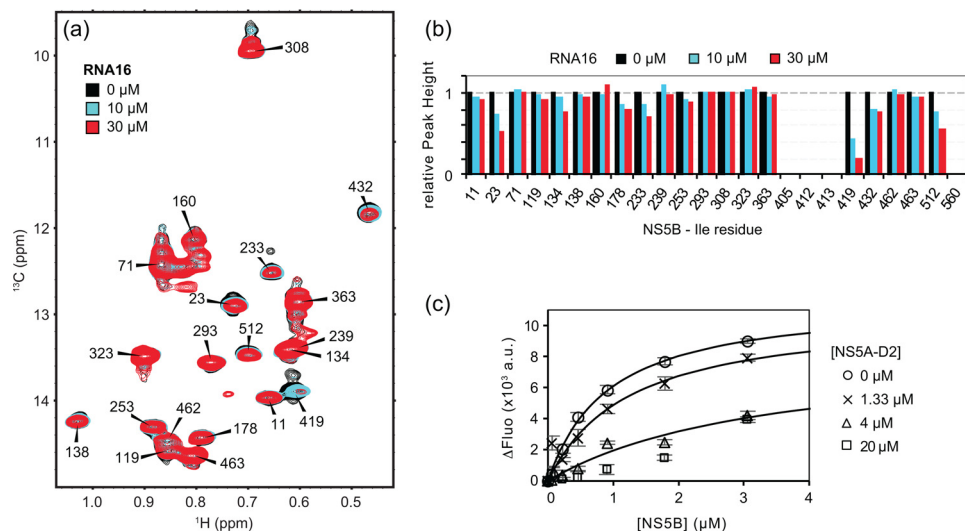 (a)
RNA16
0 µM
10 µM
30 µM
308
432
160
71
233
23
363
293
512
239
134
323
138
253
462
178
11
419
119
463
10
11
12
13
14
¹³C (ppm)
1.0
0.9
0.8
0.7
0.6
0.5
¹H (ppm)
(b)
RNA16 0 µM 10 µM 30 µM
relative Peak Height
1
0
11 23 71 119 134 138 160 178 233 239 253 293 308 323 363 405 412 413 419 432 462 463 512 560
NS5B - Ile residue
(c)
ΔFluo (x10³ a.u.)
10
8
6
4
2
0
0 1 2 3 4
[NS5B] (µM)
[NS5A-D2]
0 µM
1.33 µM
4 µM
20 µM